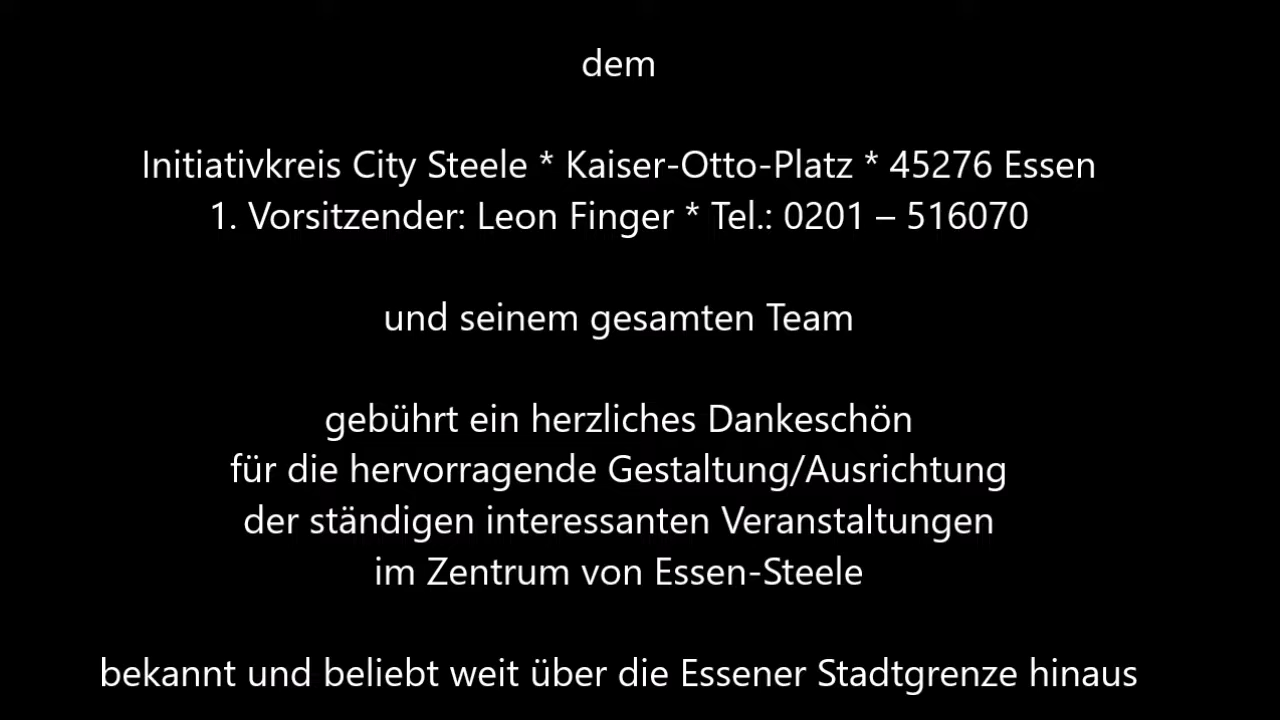 dem
Initiativkreis City Steele * Kaiser-Otto-Platz * 45276 Essen
1. Vorsitzender: Leon Finger * Tel.: 0201 – 516070
und seinem gesamten Team
gebührt ein herzliches Dankeschön
für die hervorragende Gestaltung/Ausrichtung
der ständigen interessanten Veranstaltungen
im Zentrum von Essen-Steele
bekannt und beliebt weit über die Essener Stadtgrenze hinaus